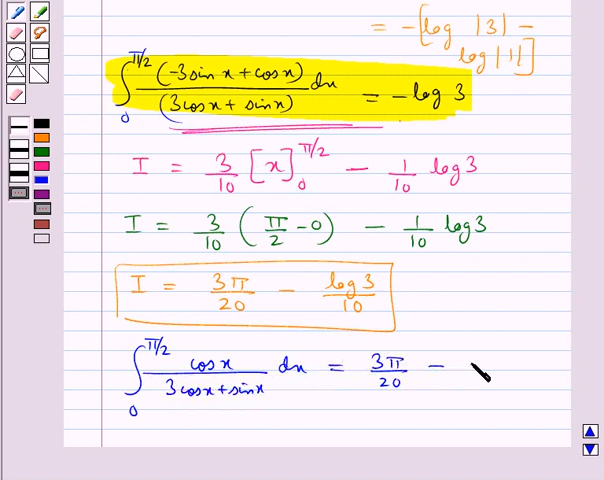 = -[log |3| -
log|1|]
∫₀^{π/2} (-3sin x + cos x)/(3cos x + sin x) dx = -log 3
I = 3/10 [x]₀^{π/2} - 1/10 log 3
I = 3/10 (π/2 - 0) - 1/10 log 3
I = 3π/20 - log 3/10
∫₀^{π/2} cos x/(3cos x + sin x) dx = 3π/20 -